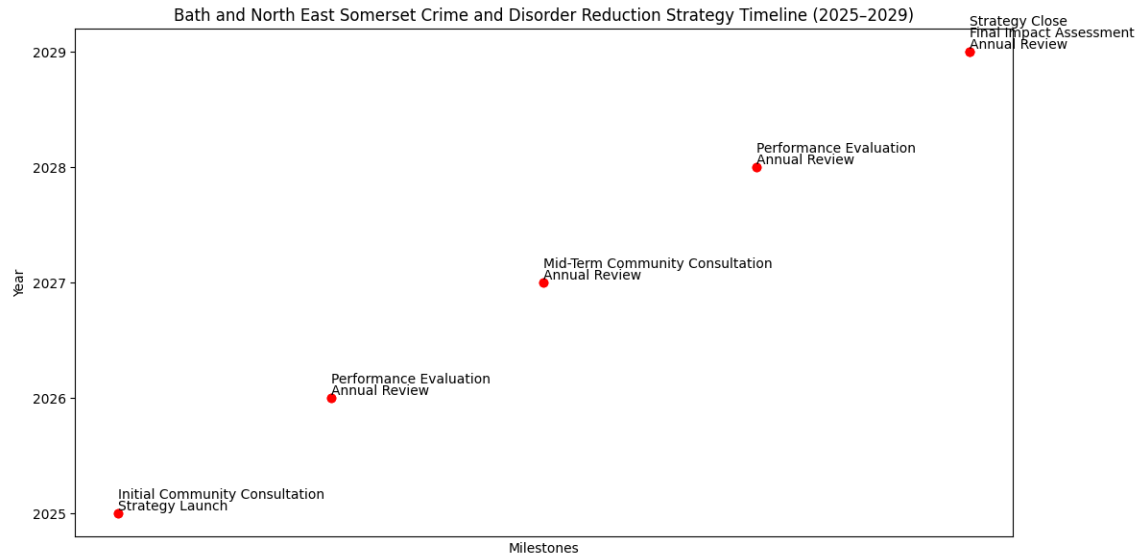 Bath and North East Somerset Crime and Disorder Reduction Strategy Timeline (2025–2029)
Strategy Close
Final Impact Assessment
Annual Review
2029
Performance Evaluation
Annual Review
2028
Mid-Term Community Consultation
Annual Review
2027
Year
Performance Evaluation
Annual Review
2026
Initial Community Consultation
Strategy Launch
2025
Milestones